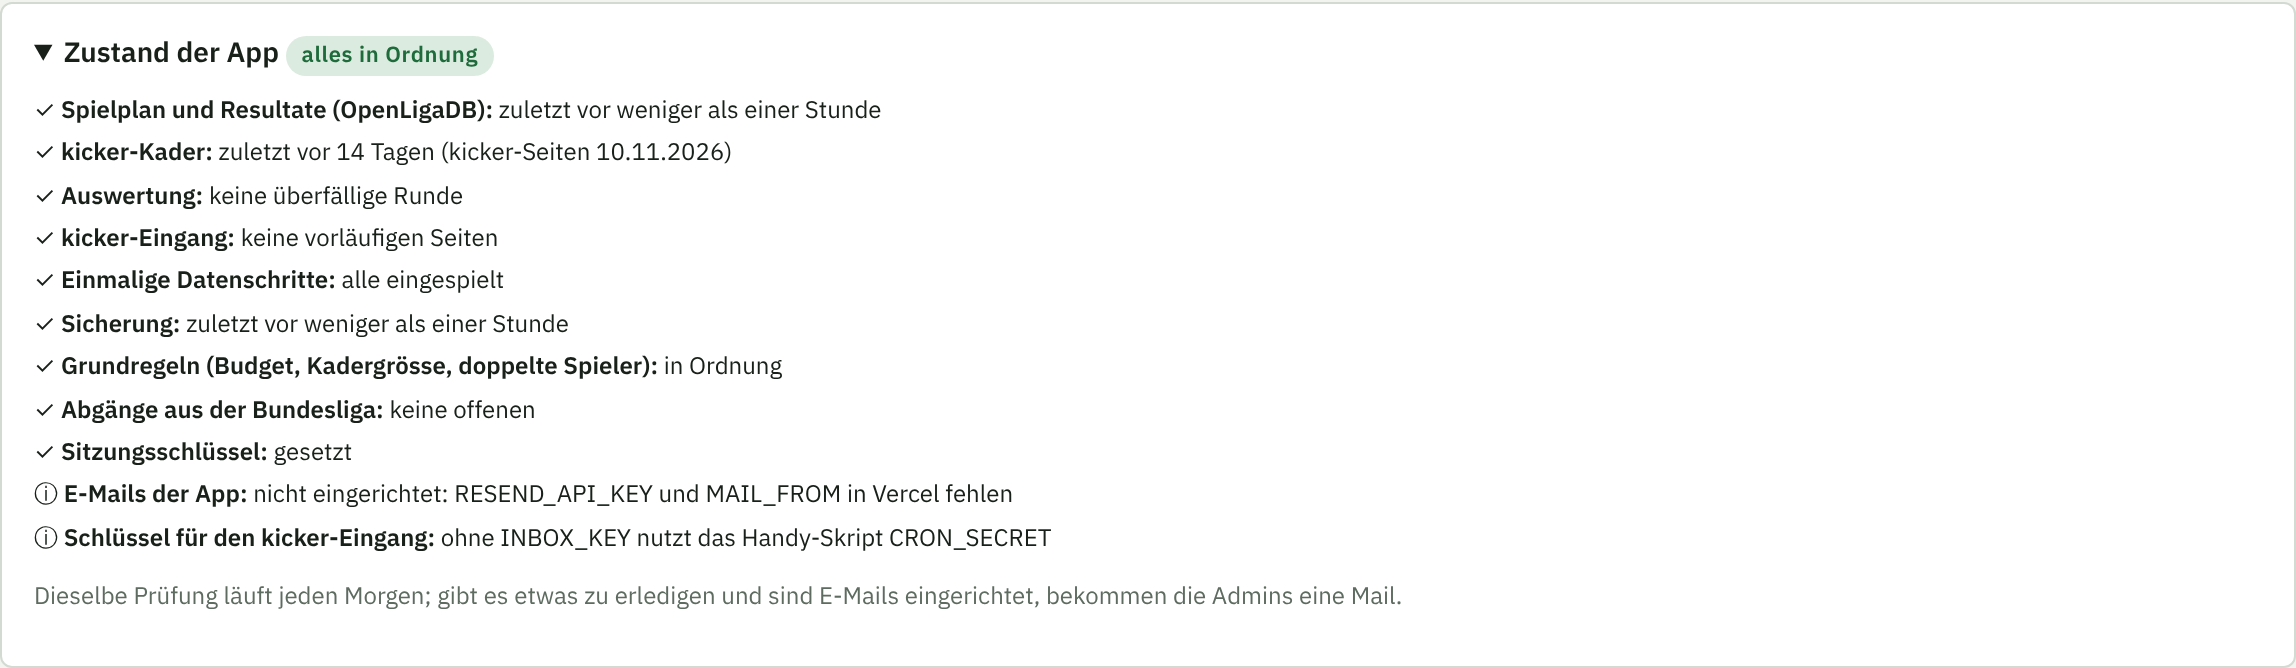 ▼ Zustand der App alles in Ordnung
✓ Spielplan und Resultate (OpenLigaDB): zuletzt vor weniger als einer Stunde
✓ kicker-Kader: zuletzt vor 14 Tagen (kicker-Seiten 10.11.2026)
✓ Auswertung: keine überfällige Runde
✓ kicker-Eingang: keine vorläufigen Seiten
✓ Einmalige Datenschritte: alle eingespielt
✓ Sicherung: zuletzt vor weniger als einer Stunde
✓ Grundregeln (Budget, Kadergrösse, doppelte Spieler): in Ordnung
✓ Abgänge aus der Bundesliga: keine offenen
✓ Sitzungsschlüssel: gesetzt
ⓘ E-Mails der App: nicht eingerichtet: RESEND_API_KEY und MAIL_FROM in Vercel fehlen
ⓘ Schlüssel für den kicker-Eingang: ohne INBOX_KEY nutzt das Handy-Skript CRON_SECRET
Dieselbe Prüfung läuft jeden Morgen; gibt es etwas zu erledigen und sind E-Mails eingerichtet, bekommen die Admins eine Mail.